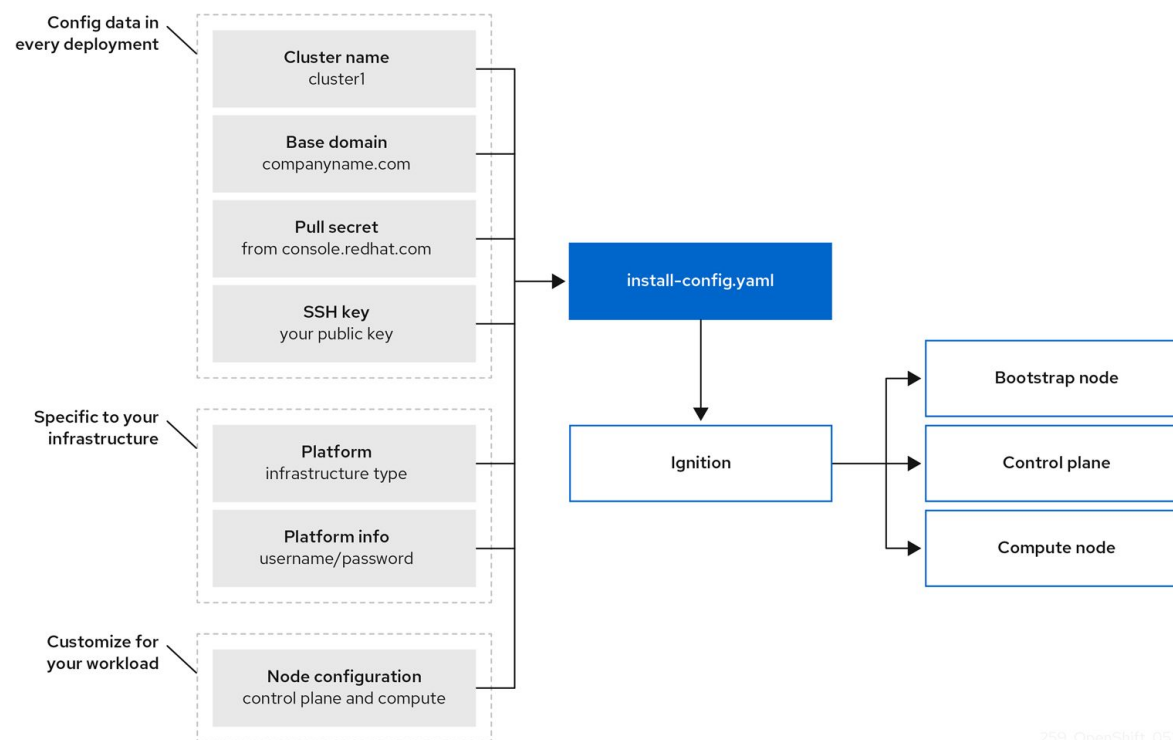 Config data in
every deployment
Cluster name
cluster1
Base domain
companyname.com
Pull secret
from console.redhat.com
SSH key
your public key
install-config.yaml
Bootstrap node
Specific to your
infrastructure
Platform
infrastructure type
Ignition
Control plane
Platform info
username/password
Compute node
Customize for
your workload
Node configuration
control plane and compute
259_OpenShift_05